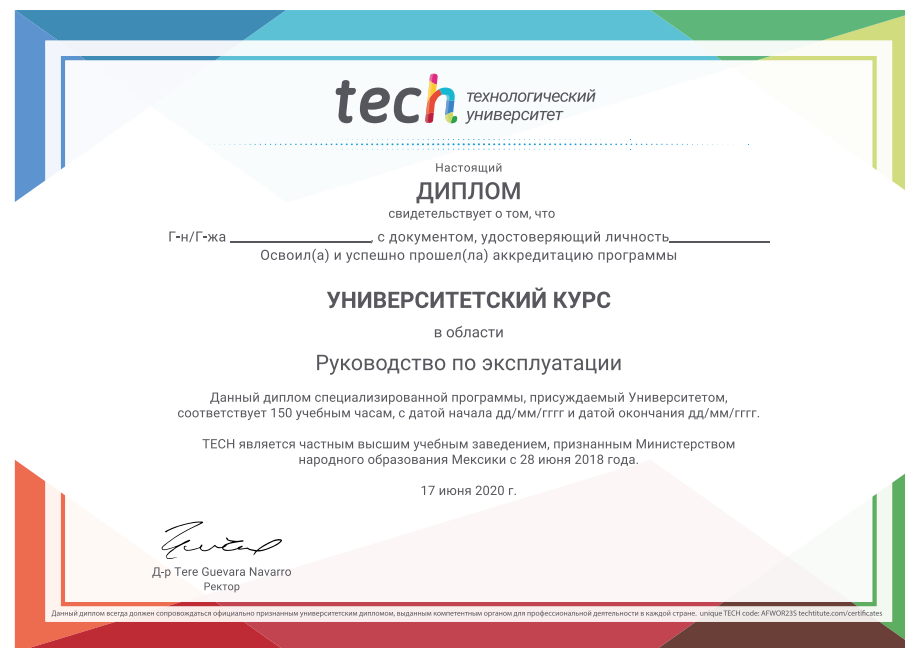 tech технологический
университет
Настоящий
ДИПЛОМ
свидетельствует о том, что
Г-н/Г-жа , с документом, удостоверяющий личность
Освоил(а) и успешно прошел(ла) аккредитацию программы
УНИВЕРСИТЕТСКИЙ КУРС
в области
Руководство по эксплуатации
Данный диплом специализированной программы, присуждаемый Университетом,
соответствует 150 учебным часам, с датой начала дд/мм/гггг и датой окончания дд/мм/гггг.
TECH является частным высшим учебным заведением, признанным Министерством
народного образования Мексики с 28 июня 2018 года.
17 июня 2020 г.
Д-р Tere Guevara Navarro
Ректор
Данный диплом всегда должен сопровождаться официально признанным университетским дипломом, выданным компетентным органом для профессиональной деятельности в каждой стране. unique TECH code: AFWOR23S techtitute.com/certificates